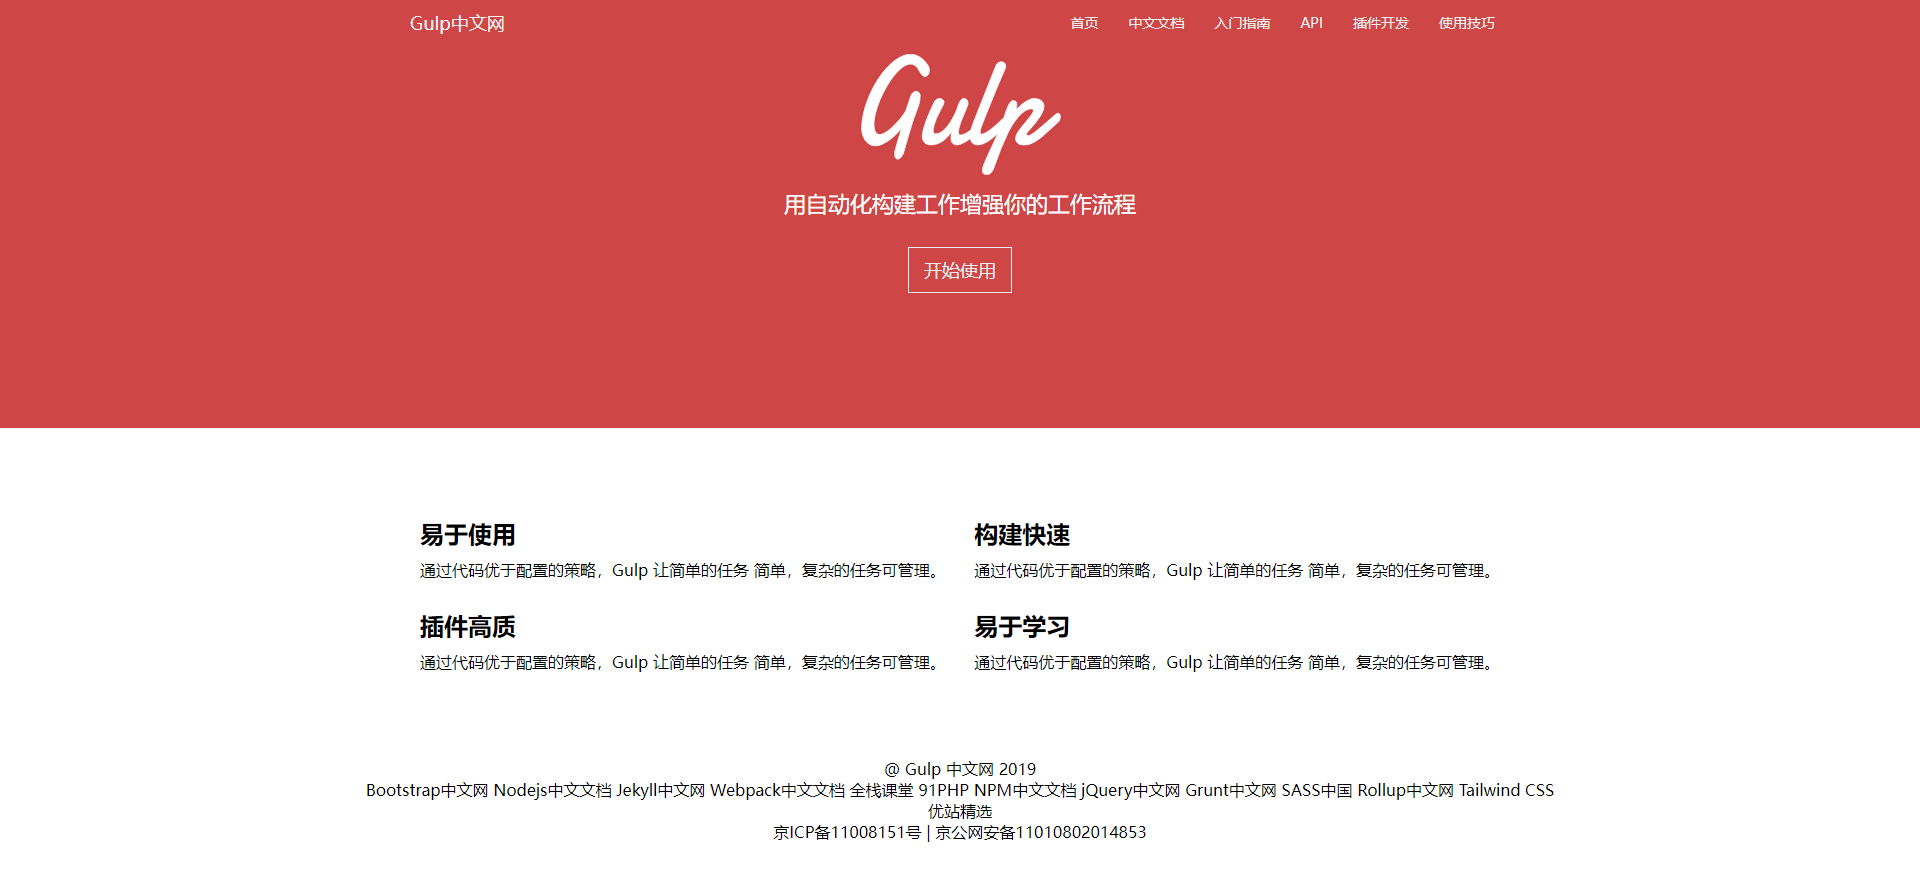 Gulp中文网
首页 中文文档 入门指南 API 插件开发 使用技巧
Gulp
用自动化构建工作增强你的工作流程
开始使用
易于使用
通过代码优于配置的策略，Gulp 让简单的任务 简单，复杂的任务可管理。
构建快速
通过代码优于配置的策略，Gulp 让简单的任务 简单，复杂的任务可管理。
插件高质
通过代码优于配置的策略，Gulp 让简单的任务 简单，复杂的任务可管理。
易于学习
通过代码优于配置的策略，Gulp 让简单的任务 简单，复杂的任务可管理。
@ Gulp 中文网 2019
Bootstrap中文网 Nodejs中文文档 Jekyll中文网 Webpack中文文档 全栈课堂 91PHP NPM中文文档 jQuery中文网 Grunt中文网 SASS中国 Rollup中文网 Tailwind CSS
优站精选
京ICP备11008151号 | 京公网安备11010802014853